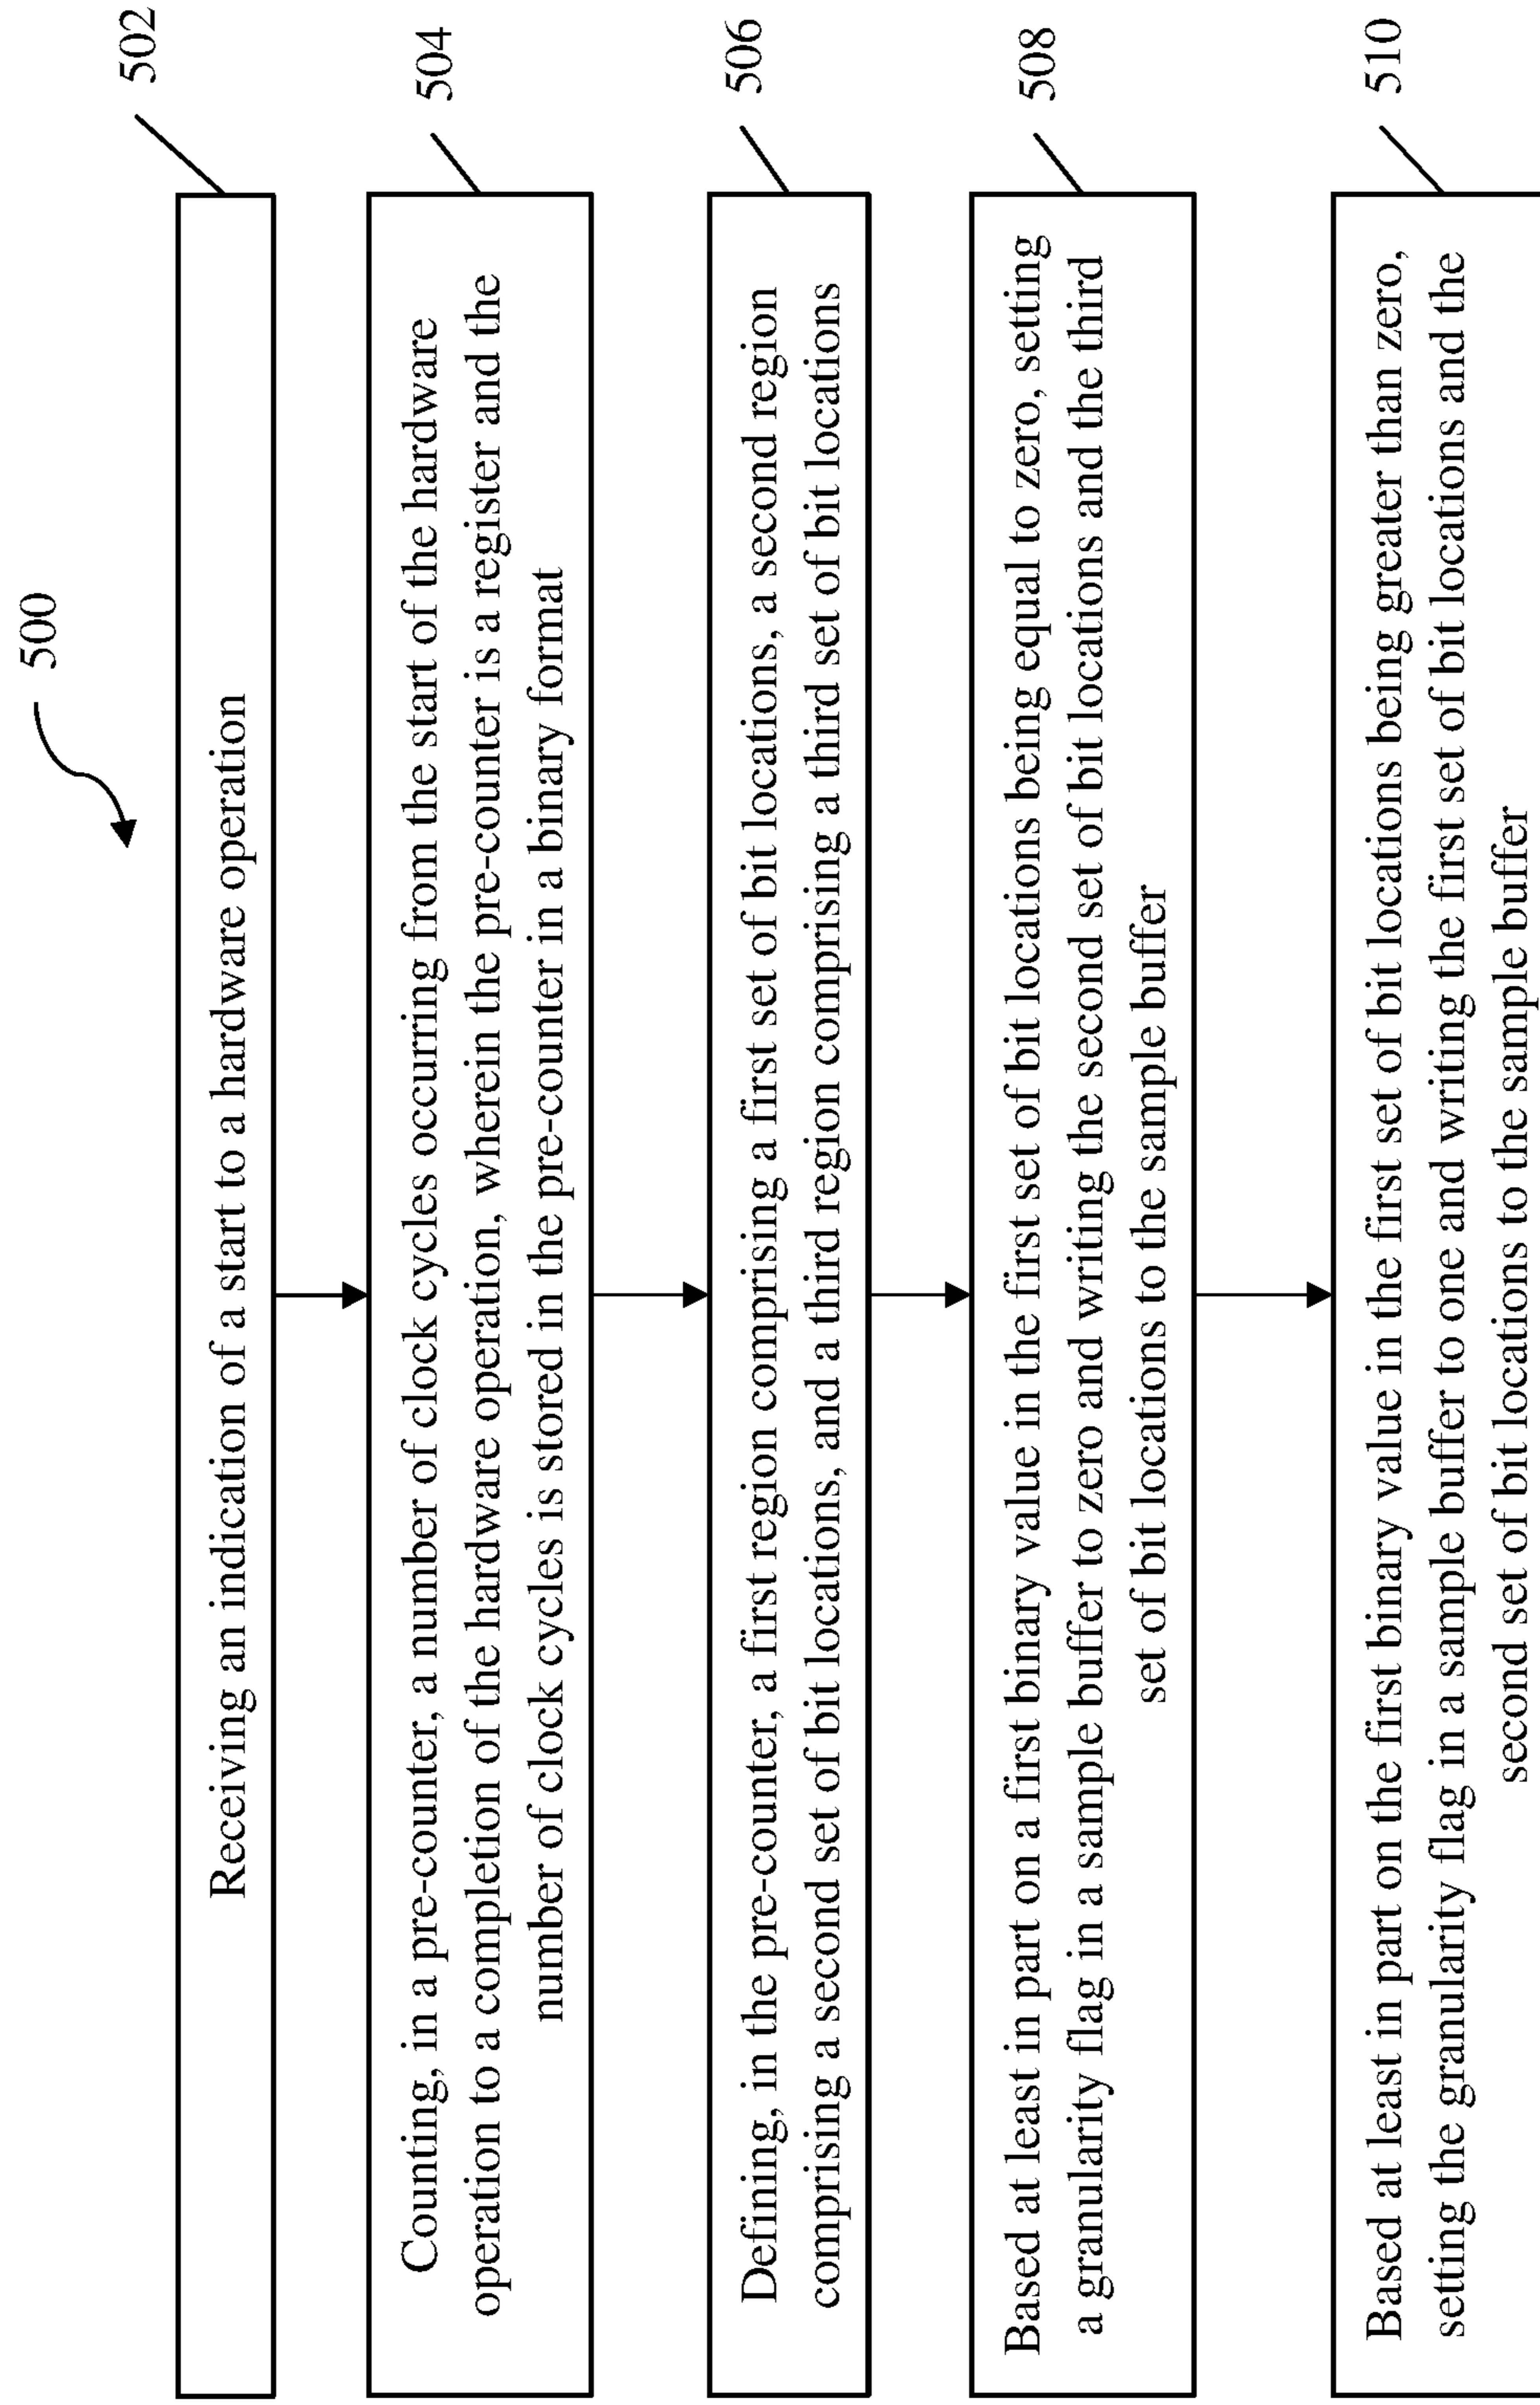 500
502
Receiving an indication of a start to a hardware operation
504
Counting, in a pre-counter, a number of clock cycles occurring from the start of the hardware
operation to a completion of the hardware operation, wherein the pre-counter is a register and the
number of clock cycles is stored in the pre-counter in a binary format
506
Defining, in the pre-counter, a first region comprising a first set of bit locations, a second region
comprising a second set of bit locations, and a third region comprising a third set of bit locations
508
Based at least in part on a first binary value in the first set of bit locations being equal to zero, setting
a granularity flag in a sample buffer to zero and writing the second set of bit locations and the third
set of bit locations to the sample buffer
510
Based at least in part on the first binary value in the first set of bit locations being greater than zero,
setting the granularity flag in a sample buffer to one and writing the first set of bit locations and the
second set of bit locations to the sample buffer